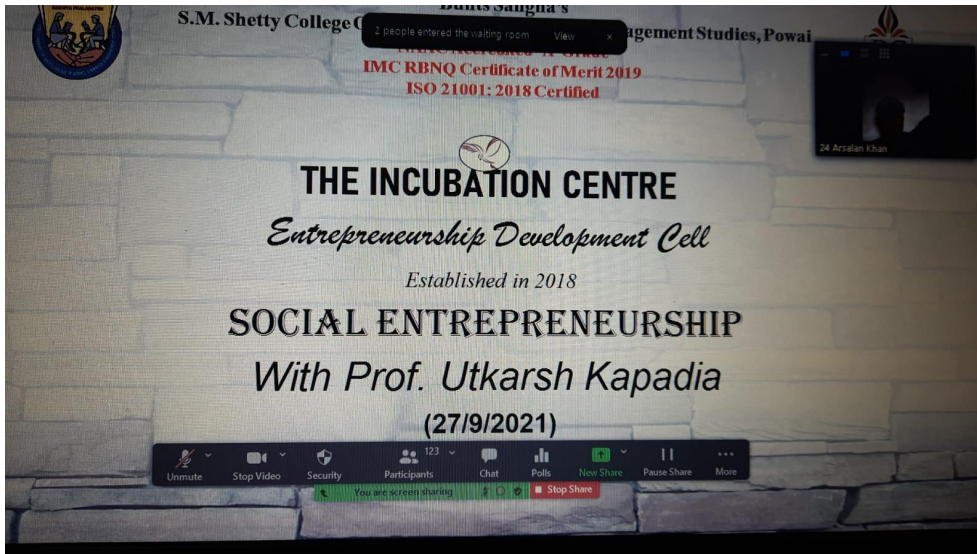 Bunts Sangha's
S.M. Shetty College
agement Studies, Powai
2 people entered the waiting room View ×
IMC RBNQ Certificate of Merit 2019
ISO 21001: 2018 Certified
24 Arsalan Khan
THE INCUBATION CENTRE
Entrepreneurship Development Cell
Established in 2018
SOCIAL ENTREPRENEURSHIP
With Prof. Utkarsh Kapadia
(27/9/2021)
123
Unmute Stop Video Security Participants Chat Polls New Share Pause Share More
You are screen sharing Stop Share